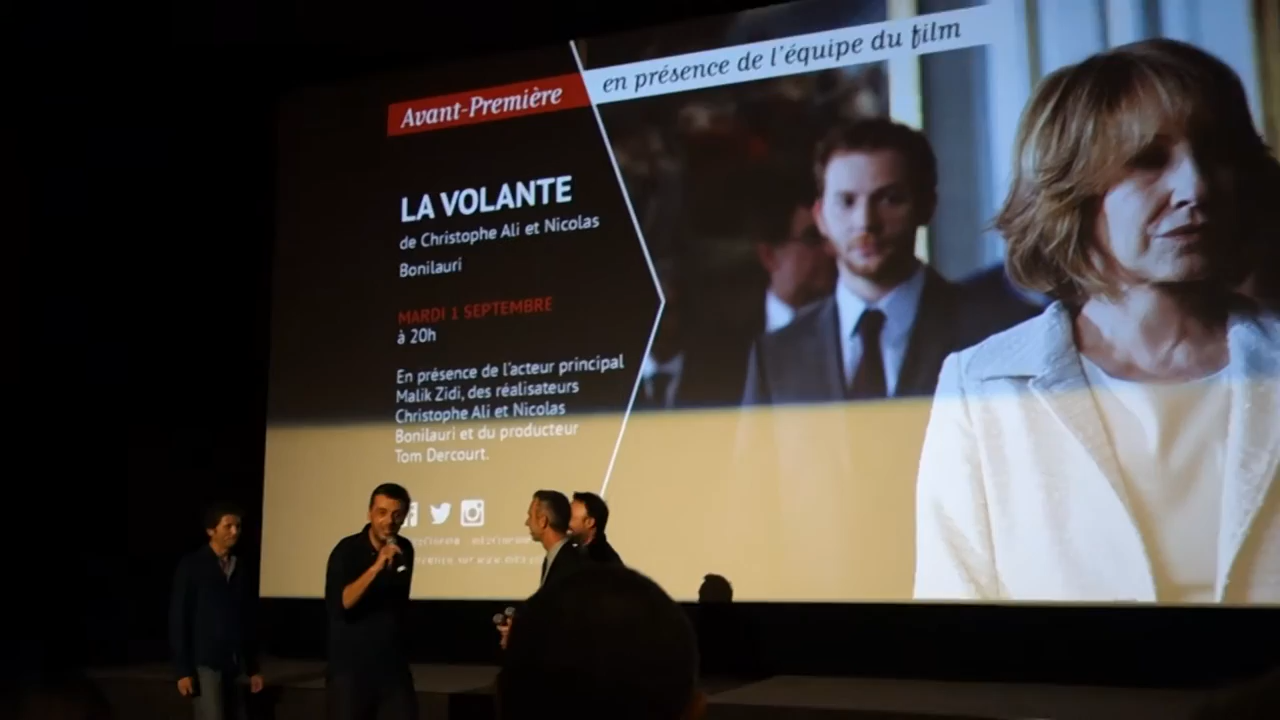 Avant-Première
en présence de l'équipe du film
LA VOLANTE
de Christophe Ali et Nicolas
Bonilauri
MARDI 1 SEPTEMBRE
à 20h
En présence de l'acteur principal
Malik Zidi, des réalisateurs
Christophe Ali et Nicolas
Bonilauri et du producteur
Tom Dercourt.